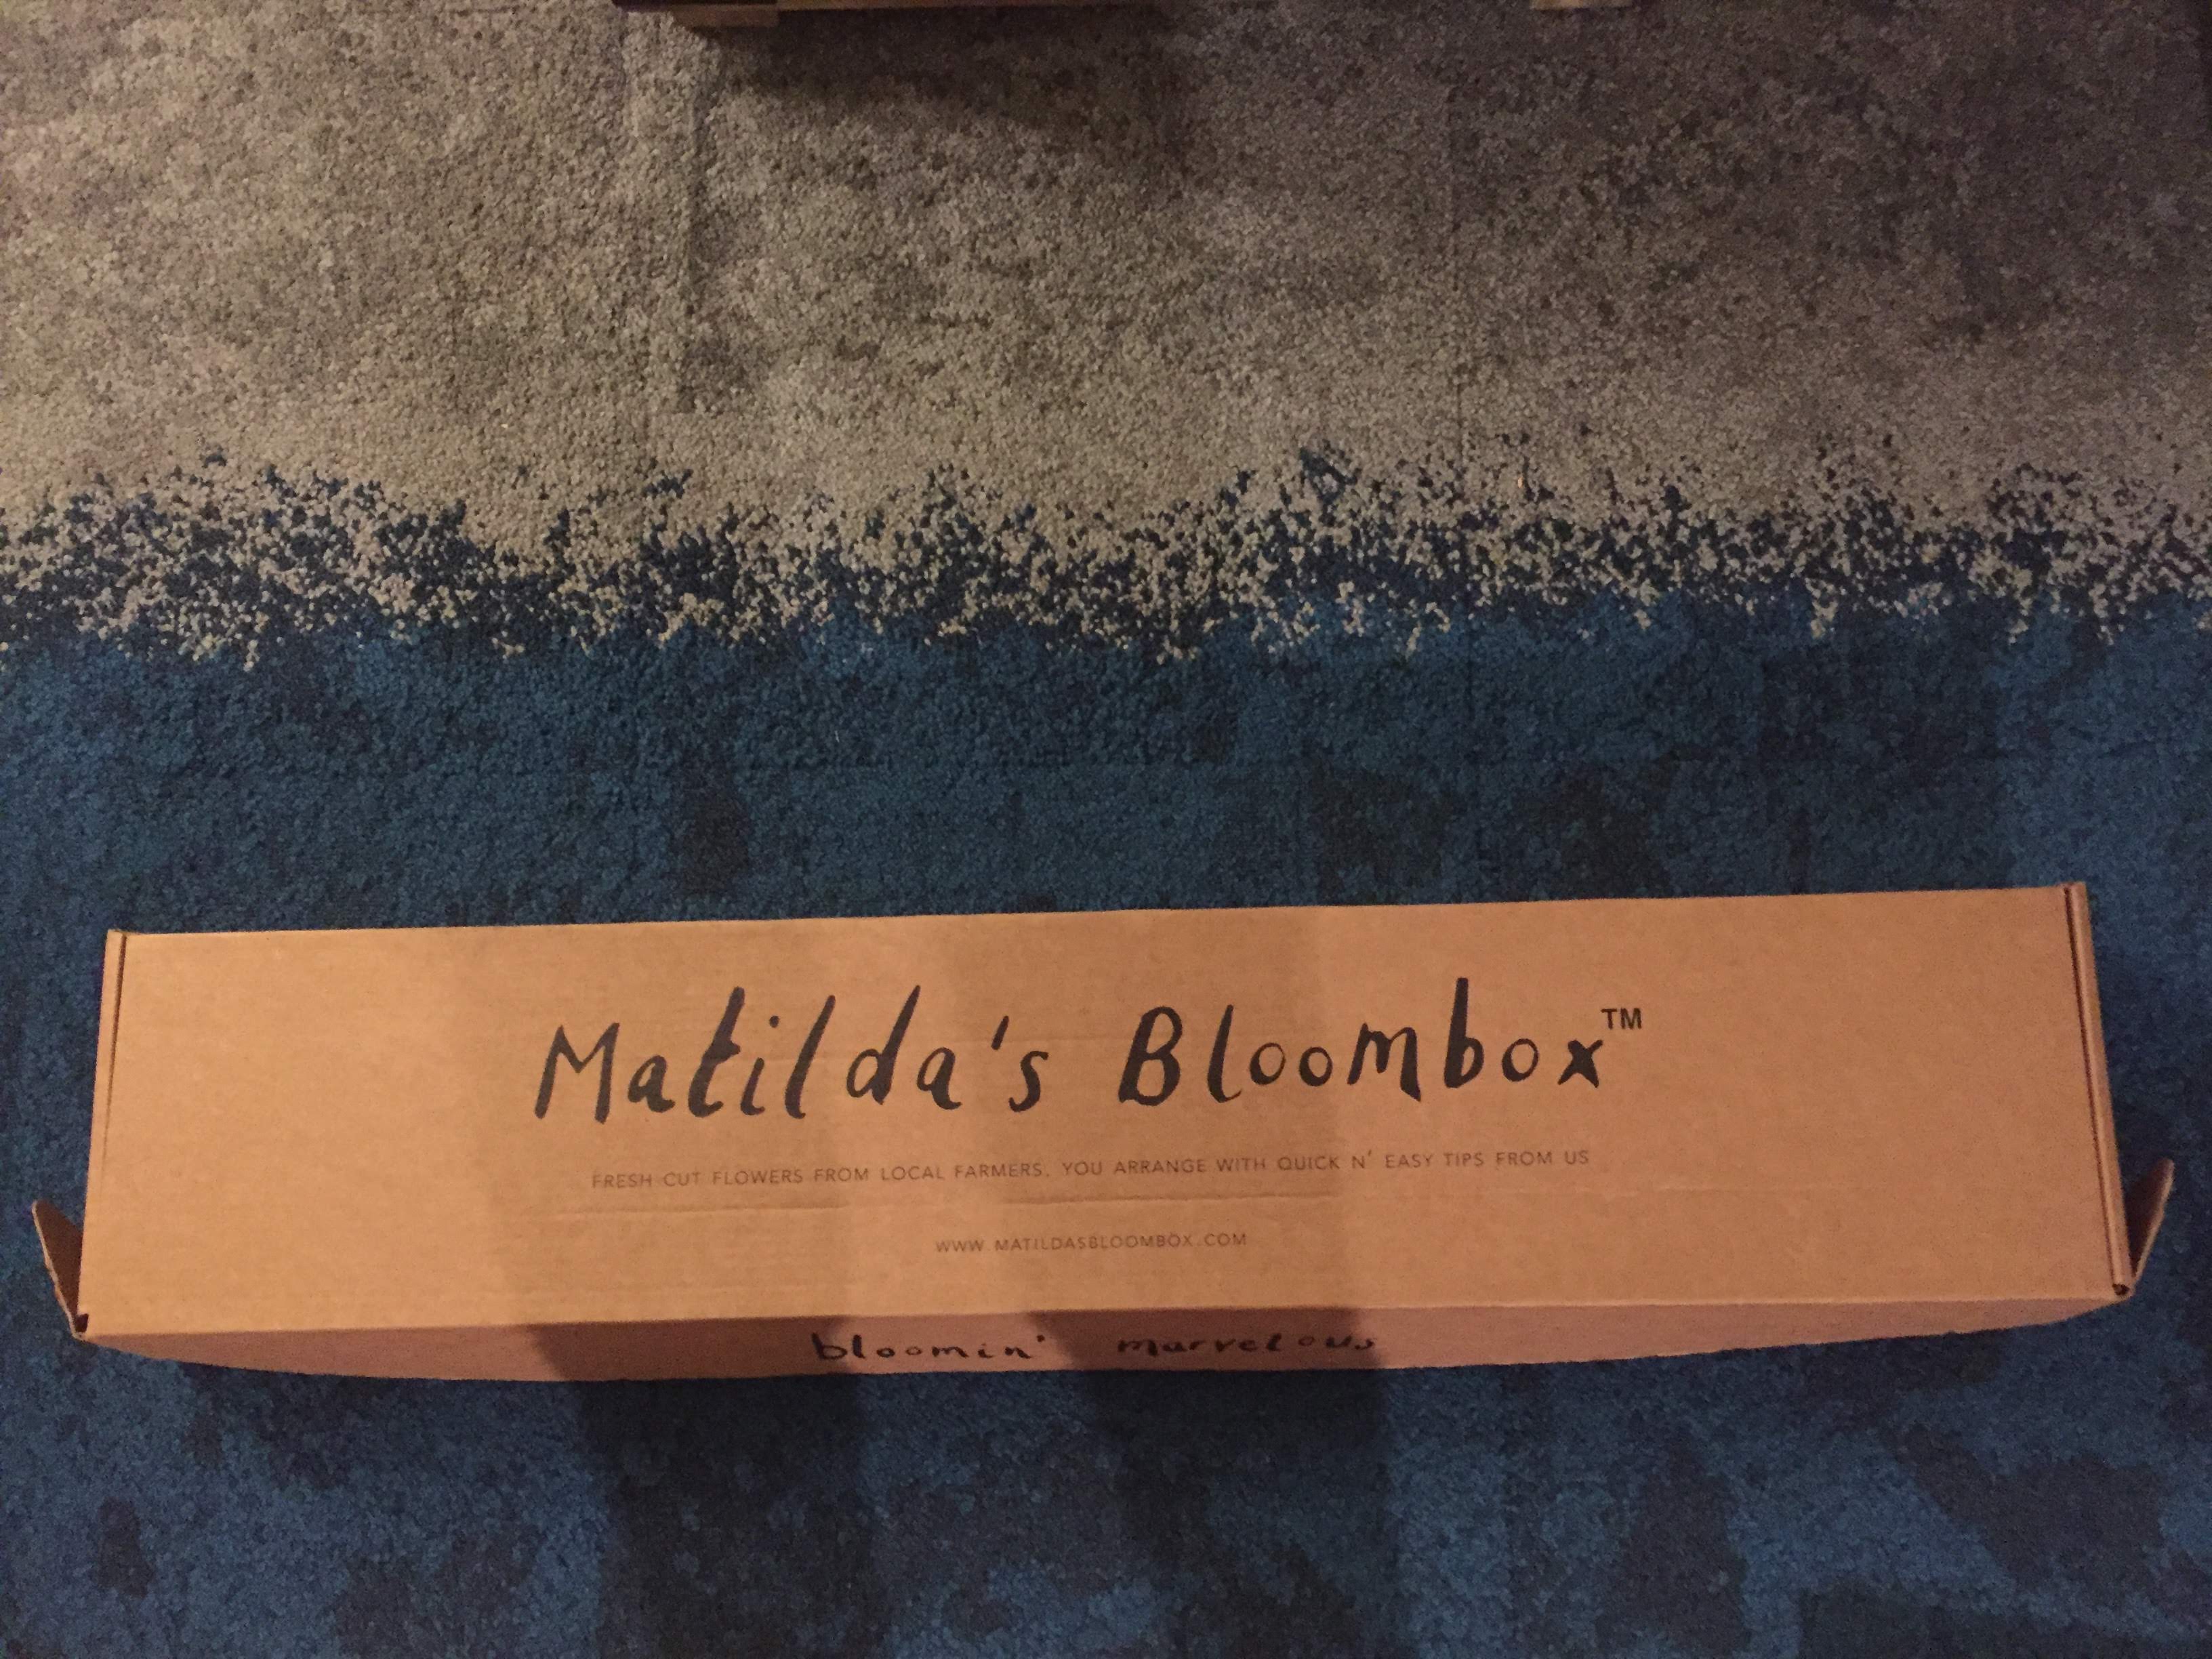 Matilda's Bloombox™
FRESH CUT FLOWERS FROM LOCAL FARMERS. YOU ARRANGE WITH QUICK N' EASY TIPS FROM US
WWW.MATILDASBLOOMBOX.COM
bloomin' marvelous